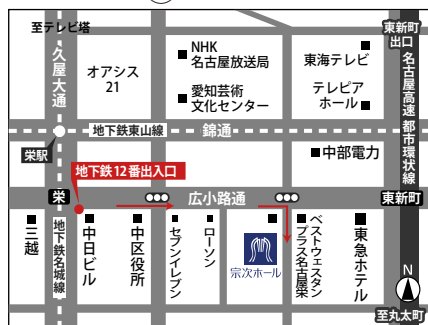 至テレビ塔
久屋大通
オアシス
21
NHK
名古屋放送局
愛知芸術
文化センター
東海テレビ
テレピア
ホール
東新町
出口
名古屋高速 都市環状線
地下鉄東山線
錦通
栄駅
中部電力
地下鉄12番出入口
栄
広小路通
東新町
三越
地下鉄名城線
中日ビル
中区役所
セブンイレブン
ローソン
宗次ホール
ベストウェスタン
プラス名古屋栄
東急ホテル
N
至丸太町